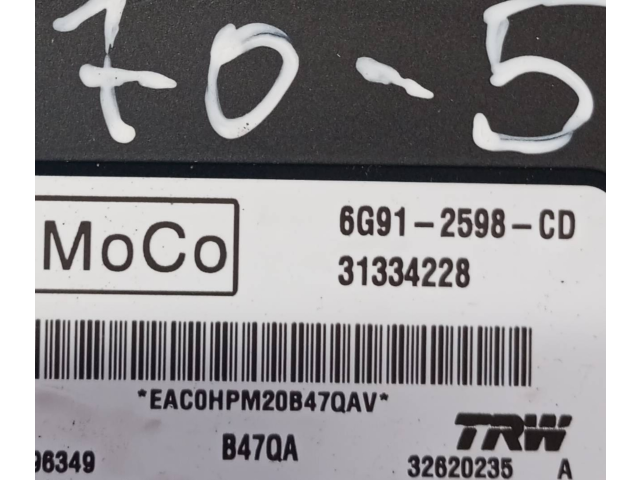 70-5
MoCo
6G91-2598-CD
31334228
*EAC0HPM20B47QAV*
96349
B47QA
TRW
32620235 A